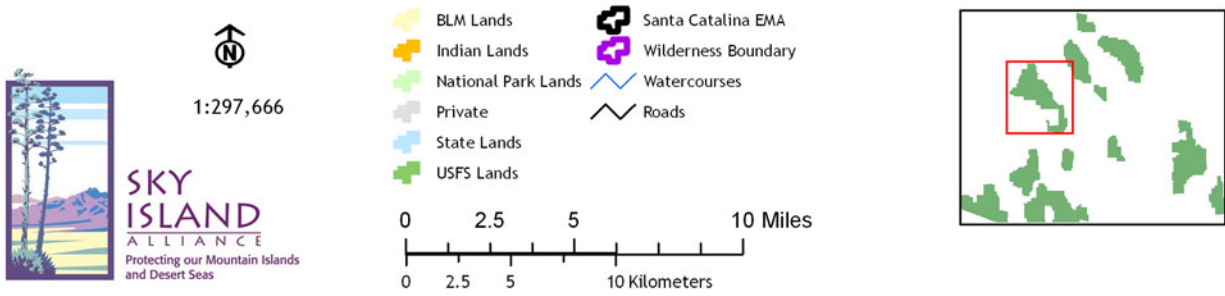 N
1:297,666
SKY
ISLAND
ALLIANCE
Protecting our Mountain Islands
and Desert Seas
BLM Lands
Indian Lands
National Park Lands
Private
State Lands
USFS Lands
Santa Catalina EMA
Wilderness Boundary
Watercourses
Roads
0 2.5 5 10 Miles
0 2.5 5 10 Kilometers